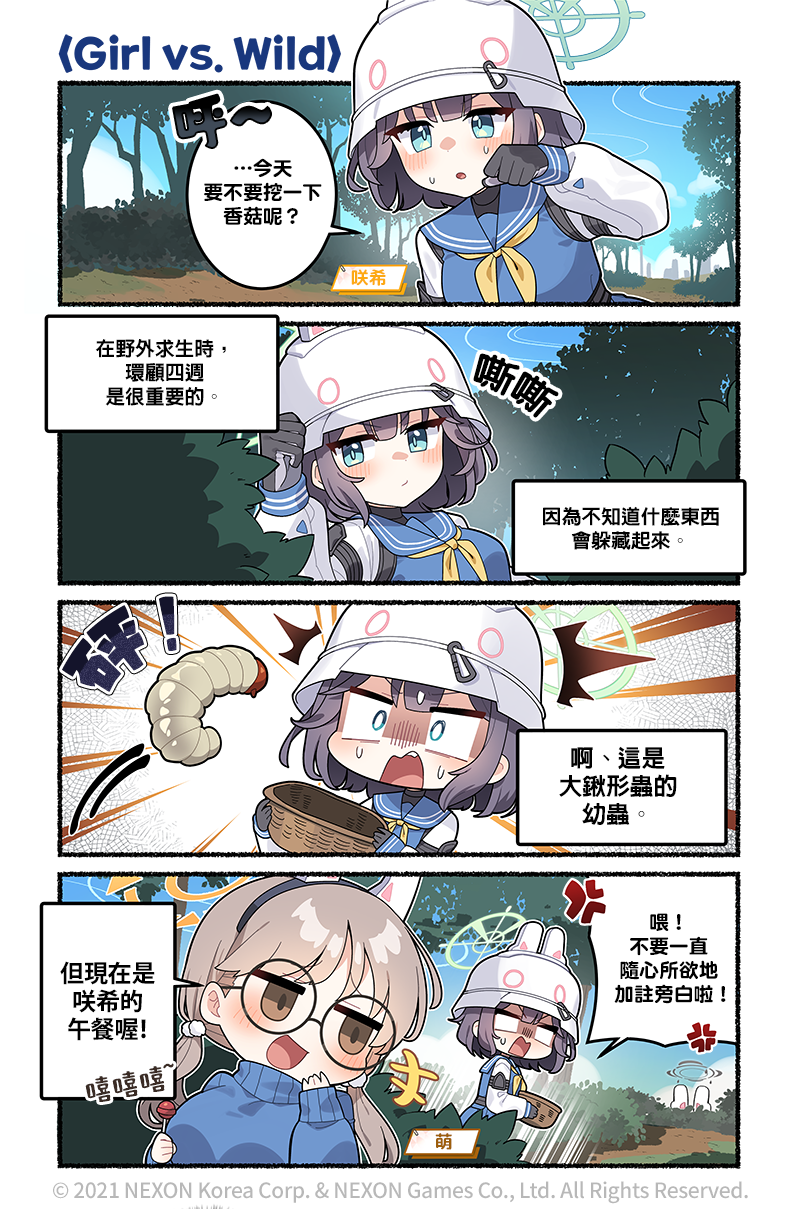 〈Girl vs. Wild〉
呼~
…今天
要不要挖一下
香菇呢？
咲希
在野外求生時，
環顧四週
是很重要的。
嘶嘶
因為不知道什麼東西
會躲藏起來。
砰！
啊、這是
大鍬形蟲的
幼蟲。
但現在是
咲希的
午餐喔!
嘻嘻嘻~
喂！
不要一直
隨心所欲地
加註旁白啦！
萌
© 2021 NEXON Korea Corp. & NEXON Games Co., Ltd. All Rights Reserved.